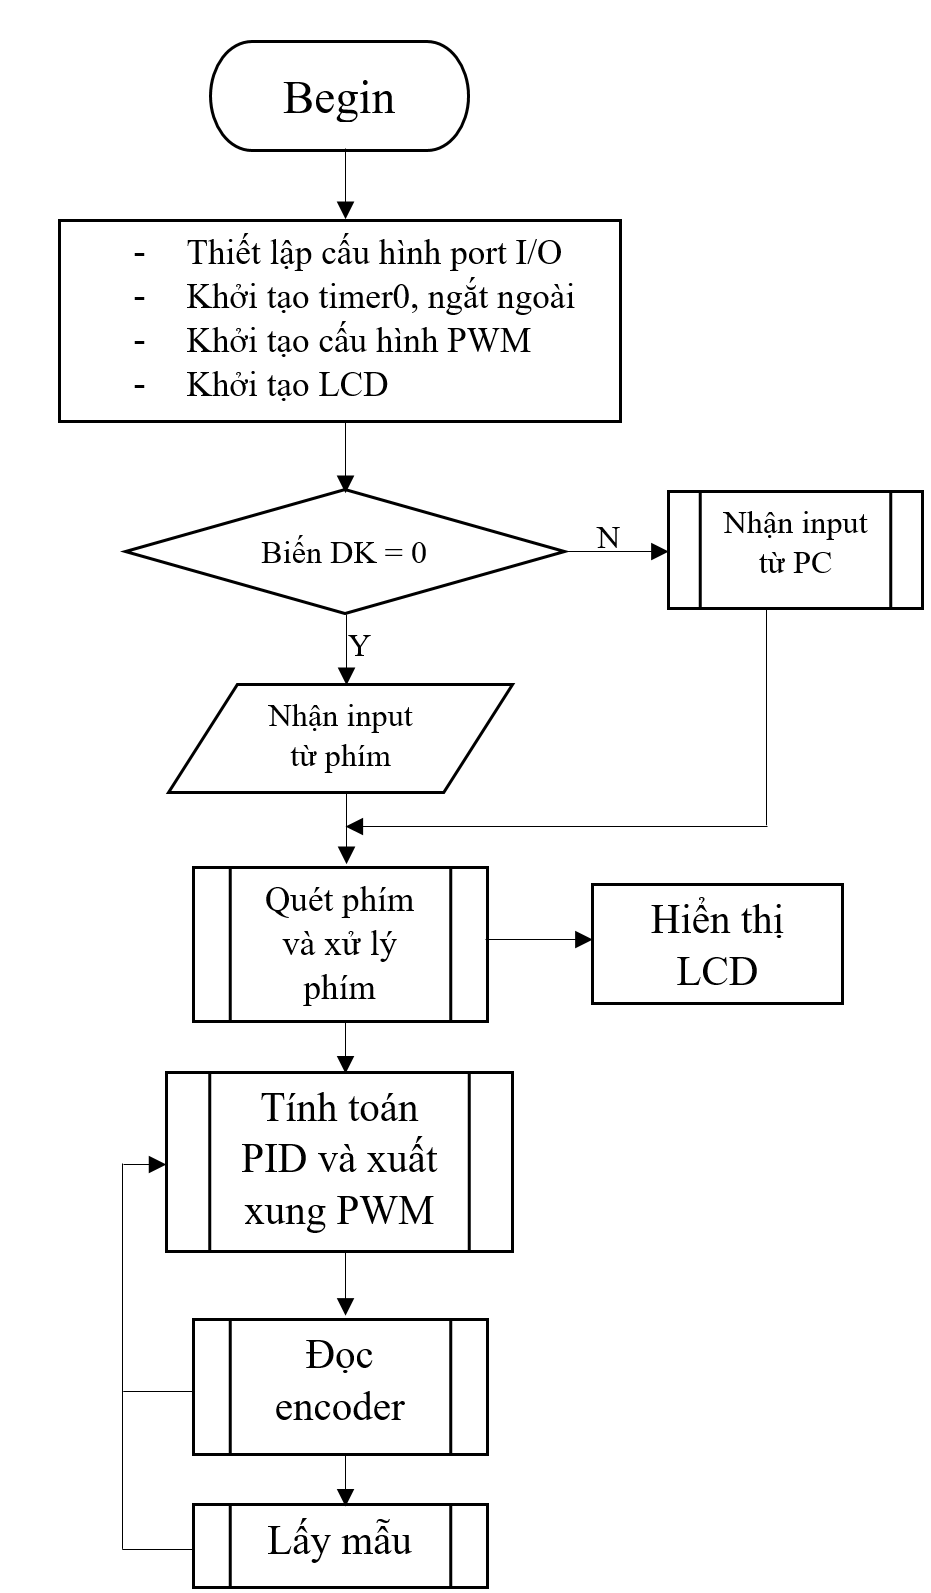 Begin
- Thiết lập cấu hình port I/O
- Khởi tạo timer0, ngắt ngoài
- Khởi tạo cấu hình PWM
- Khởi tạo LCD
Biến DK = 0
N
Nhận input
từ PC
Y
Nhận input
từ phím
Quét phím
và xử lý
phím
Hiển thị
LCD
Tính toán
PID và xuất
xung PWM
Đọc
encoder
Lấy mẫu